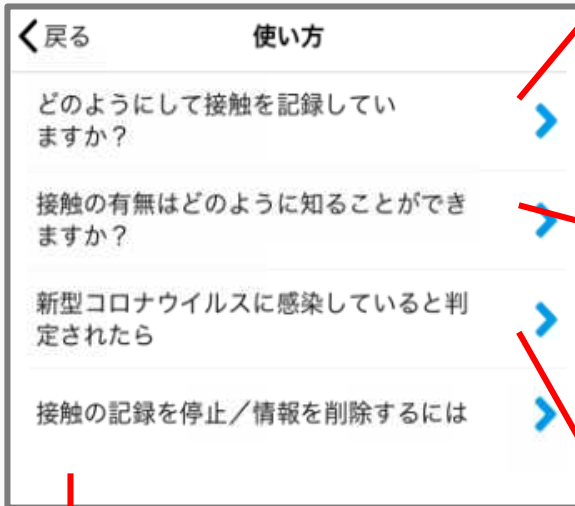 戻る
使い方
どのようにして接触を記録してい
ますか？
接触の有無はどのように知ることができ
ますか？
新型コロナウイルスに感染していると判
定されたら
接触の記録を停止／情報を削除するには